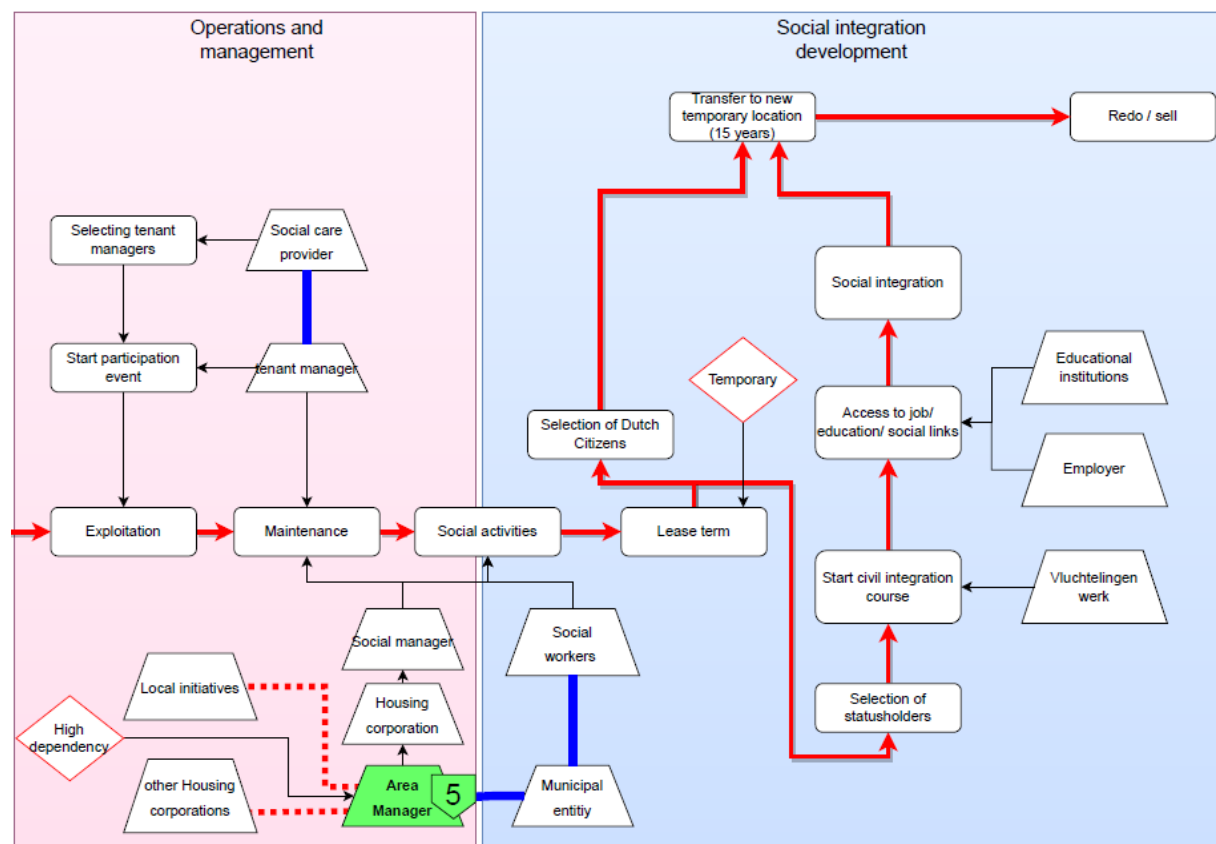 Operations and
management
Social integration
development
Transfer to new
temporary location
(15 years)
Redo / sell
Selecting tenant
managers
Social care
provider
Social integration
Start participation
event
tenant manager
Temporary
Educational
institutions
Selection of Dutch
Citizens
Access to job/
education/ social links
Employer
Exploitation
Maintenance
Social activities
Lease term
Start civil integration
course
Vluchtelingen
werk
Social manager
Social
workers
Local initiatives
Housing
corporation
Selection of
statusholders
High
dependency
other Housing
corporations
Area
Manager
5
Municipal
entitiy